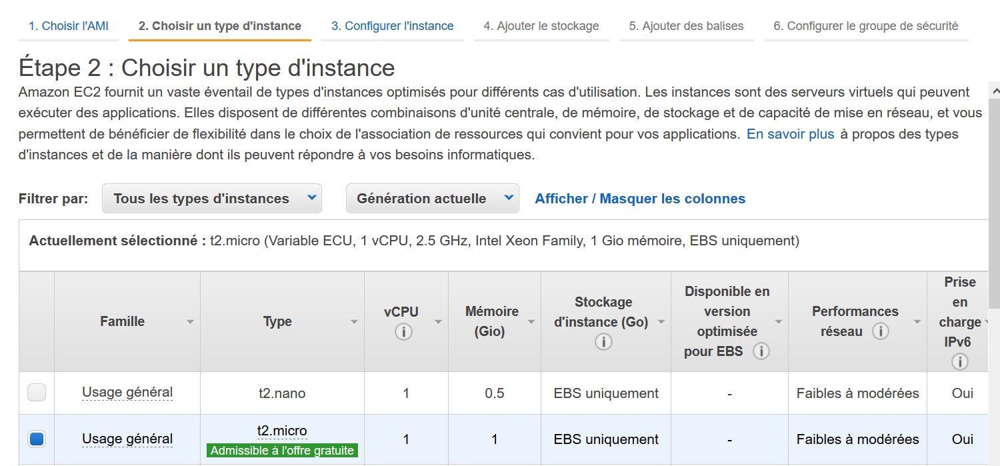 1. Choisir l'AMI 2. Choisir un type d'instance 3. Configurer l'instance 4. Ajouter le stockage 5. Ajouter des balises 6. Configurer le groupe de sécurité
Étape 2 : Choisir un type d'instance
Amazon EC2 fournit un vaste éventail de types d'instances optimisés pour différents cas d'utilisation. Les instances sont des serveurs virtuels qui peuvent
exécuter des applications. Elles disposent de différentes combinaisons d'unité centrale, de mémoire, de stockage et de capacité de mise en réseau, et vous
permettent de bénéficier de flexibilité dans le choix de l'association de ressources qui convient pour vos applications. En savoir plus à propos des types
d'instances et de la manière dont ils peuvent répondre à vos besoins informatiques.
Filtrer par: Tous les types d'instances Génération actuelle Afficher / Masquer les colonnes
Actuellement sélectionné : t2.micro (Variable ECU, 1 vCPU, 2.5 GHz, Intel Xeon Family, 1 Gio mémoire, EBS uniquement)
Famille
Type
vCPU
Mémoire
(Gio)
Stockage
d'instance (Go)
Disponible en
version
optimisée
pour EBS
Performances
réseau
Prise
en
charge
IPv6
Usage général t2.nano 1 0.5 EBS uniquement - Faibles à modérées Oui
Usage général t2.micro 1 1 EBS uniquement - Faibles à modérées Oui
Admissible à l'offre gratuite